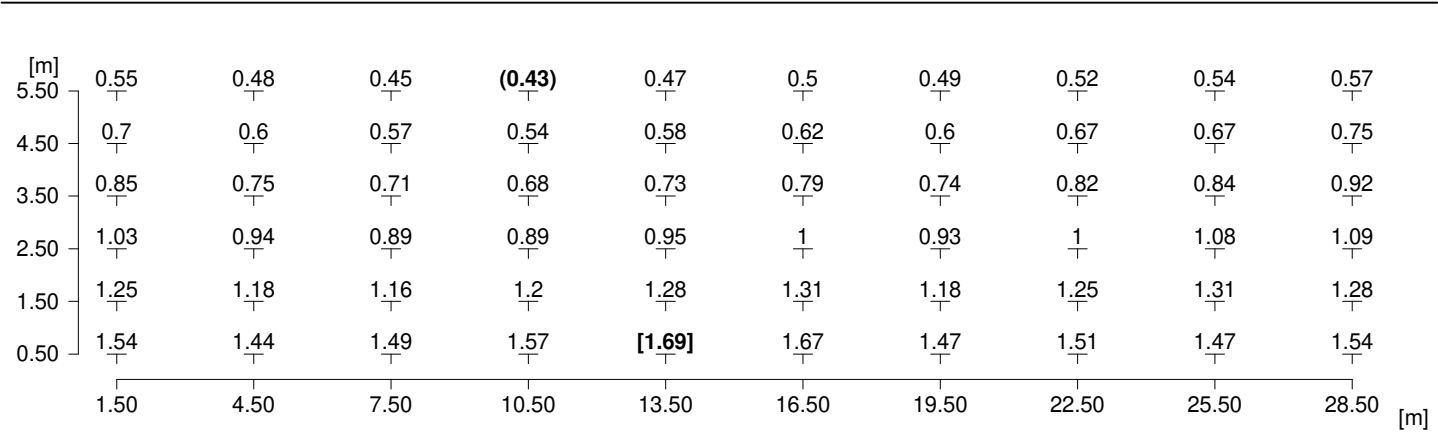 [m]
5.50 0.55 0.48 0.45 (0.43) 0.47 0.5 0.49 0.52 0.54 0.57
4.50 0.7 0.6 0.57 0.54 0.58 0.62 0.6 0.67 0.67 0.75
3.50 0.85 0.75 0.71 0.68 0.73 0.79 0.74 0.82 0.84 0.92
2.50 1.03 0.94 0.89 0.89 0.95 1 0.93 1 1.08 1.09
1.50 1.25 1.18 1.16 1.2 1.28 1.31 1.18 1.25 1.31 1.28
0.50 1.54 1.44 1.49 1.57 [1.69] 1.67 1.47 1.51 1.47 1.54
1.50 4.50 7.50 10.50 13.50 16.50 19.50 22.50 25.50 28.50
[m]